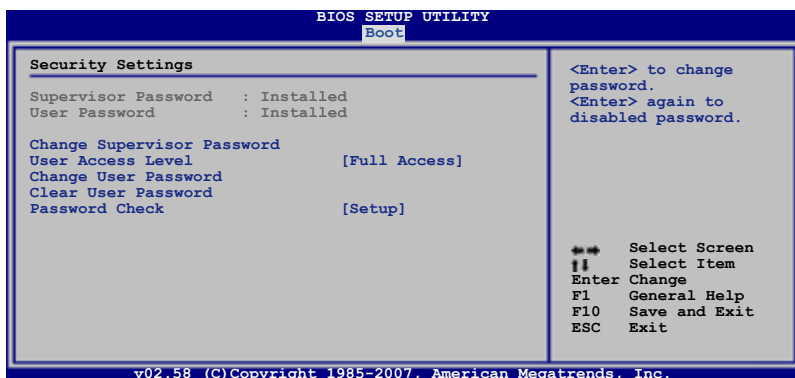 BIOS SETUP UTILITY
Boot
Security Settings
Supervisor Password : Installed
User Password : Installed
Change Supervisor Password
User Access Level [Full Access]
Change User Password
Clear User Password
Password Check [Setup]
<Enter> to change
password.
<Enter> again to
disabled password.
←→ Select Screen
↑↓ Select Item
Enter Change
F1 General Help
F10 Save and Exit
ESC Exit
v02.58 (C)Copyright 1985-2007, American Megatrends, Inc.